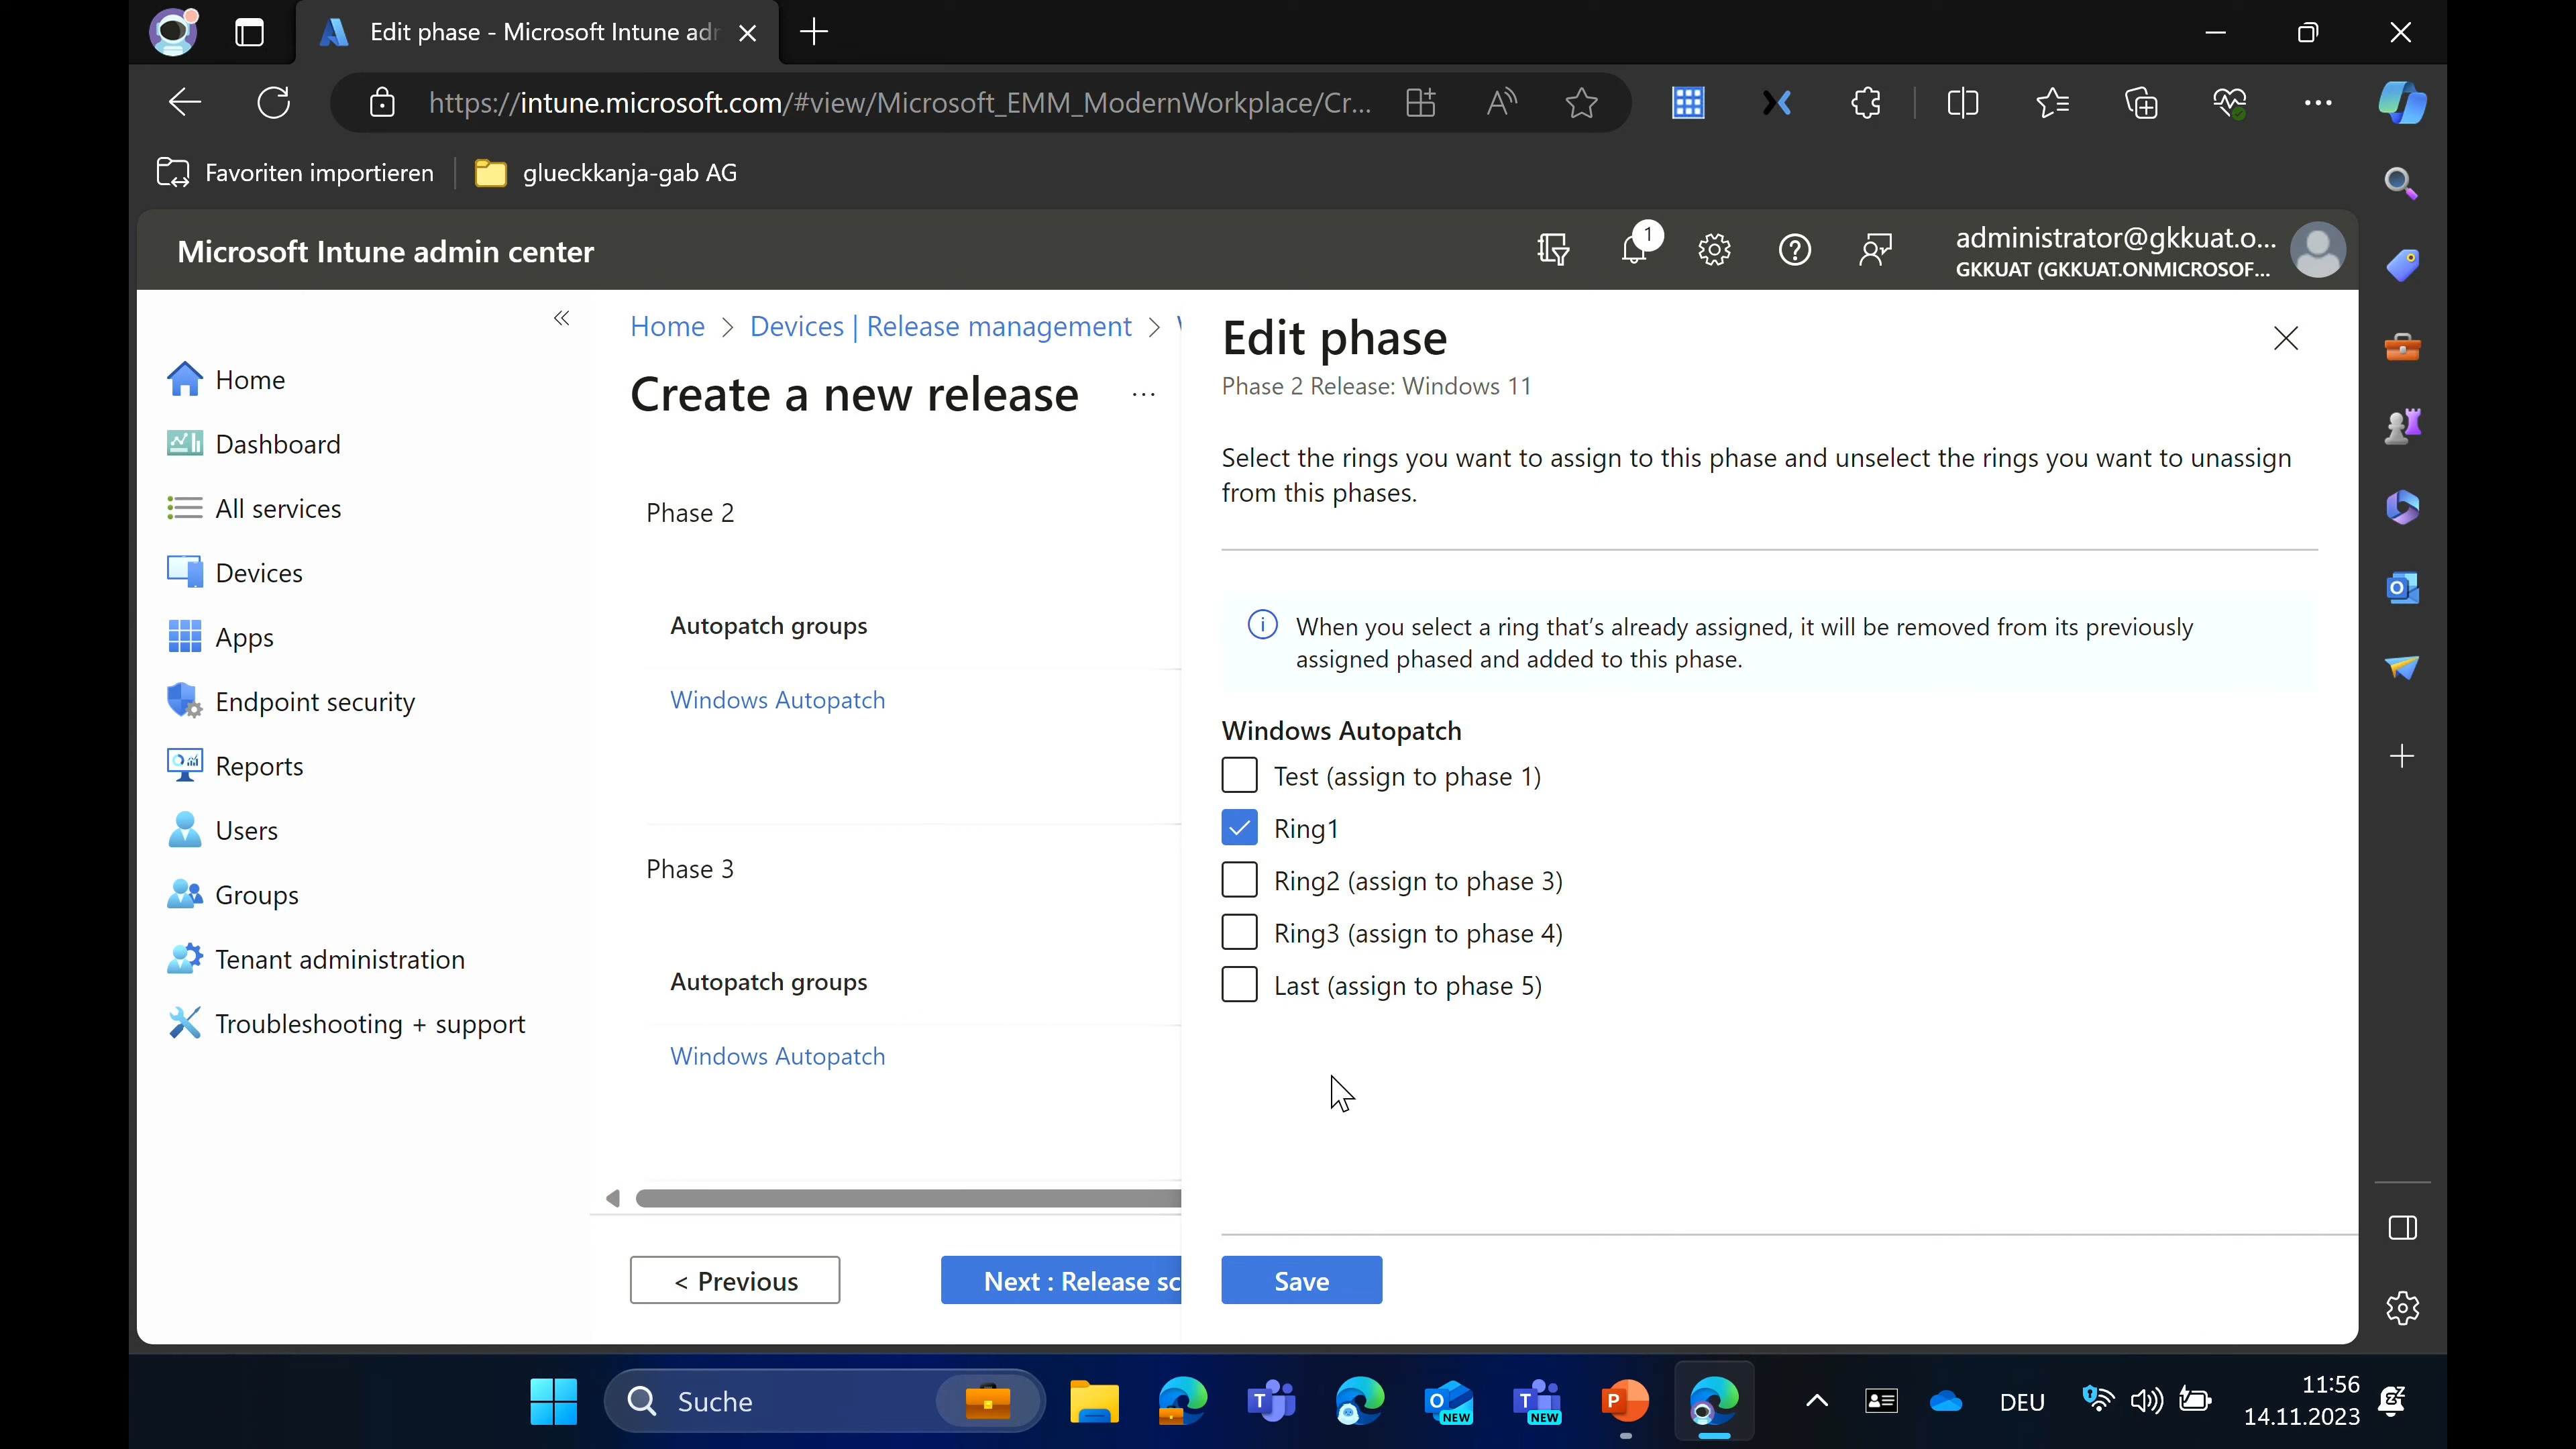 Edit phase - Microsoft Intune adr
https://intune.microsoft.com/#view/Microsoft_EMM_ModernWorkplace/Cr...
Favoriten importieren
glueckkanja-gab AG
Microsoft Intune admin center
1
administrator@gkkuat.o...
GKKUAT (GKKUAT.ONMICROSOF...
Home
Dashboard
All services
Devices
Apps
Endpoint security
Reports
Users
Groups
Tenant administration
Troubleshooting + support
Home > Devices | Release management >
Create a new release ...
Phase 2
Autopatch groups
Windows Autopatch
Phase 3
Autopatch groups
Windows Autopatch
< Previous
Next : Release sc
Edit phase
Phase 2 Release: Windows 11
Select the rings you want to assign to this phase and unselect the rings you want to unassign
from this phases.
When you select a ring that's already assigned, it will be removed from its previously
assigned phased and added to this phase.
Windows Autopatch
Test (assign to phase 1)
Ring1
Ring2 (assign to phase 3)
Ring3 (assign to phase 4)
Last (assign to phase 5)
Save
Suche
NEW
NEW
DEU
11:56
14.11.2023